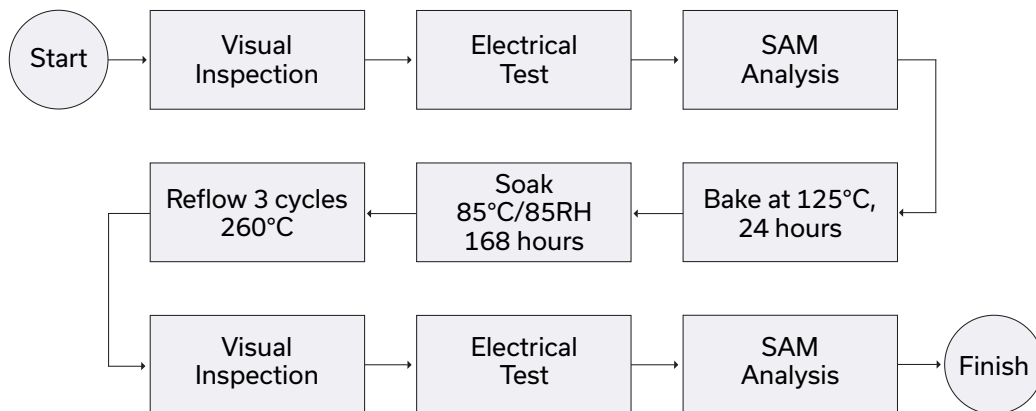 Start
Visual
Inspection
Electrical
Test
SAM
Analysis
Bake at 125°C,
24 hours
Soak
85°C/85RH
168 hours
Reflow 3 cycles
260°C
Visual
Inspection
Electrical
Test
SAM
Analysis
Finish